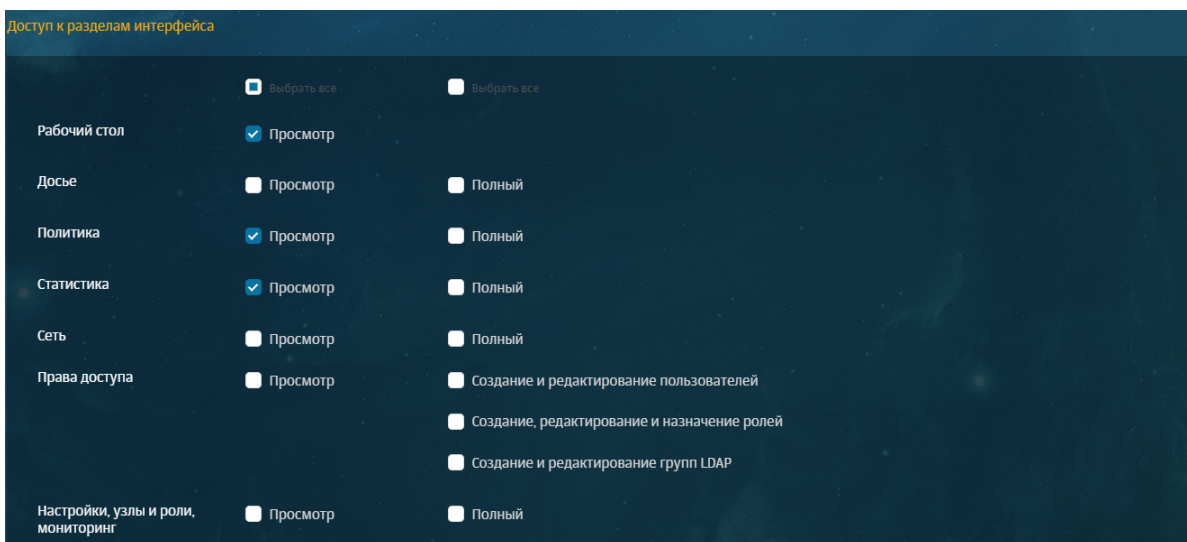 Доступ к разделам интерфейса
Выбрать все Выбрать все
Рабочий стол Просмотр
Досье Просмотр Полный
Политика Просмотр Полный
Статистика Просмотр Полный
Сеть Просмотр Полный
Права доступа Просмотр Создание и редактирование пользователей
Создание, редактирование и назначение ролей
Создание и редактирование групп LDAP
Настройки, узлы и роли,
мониторинг Просмотр Полный